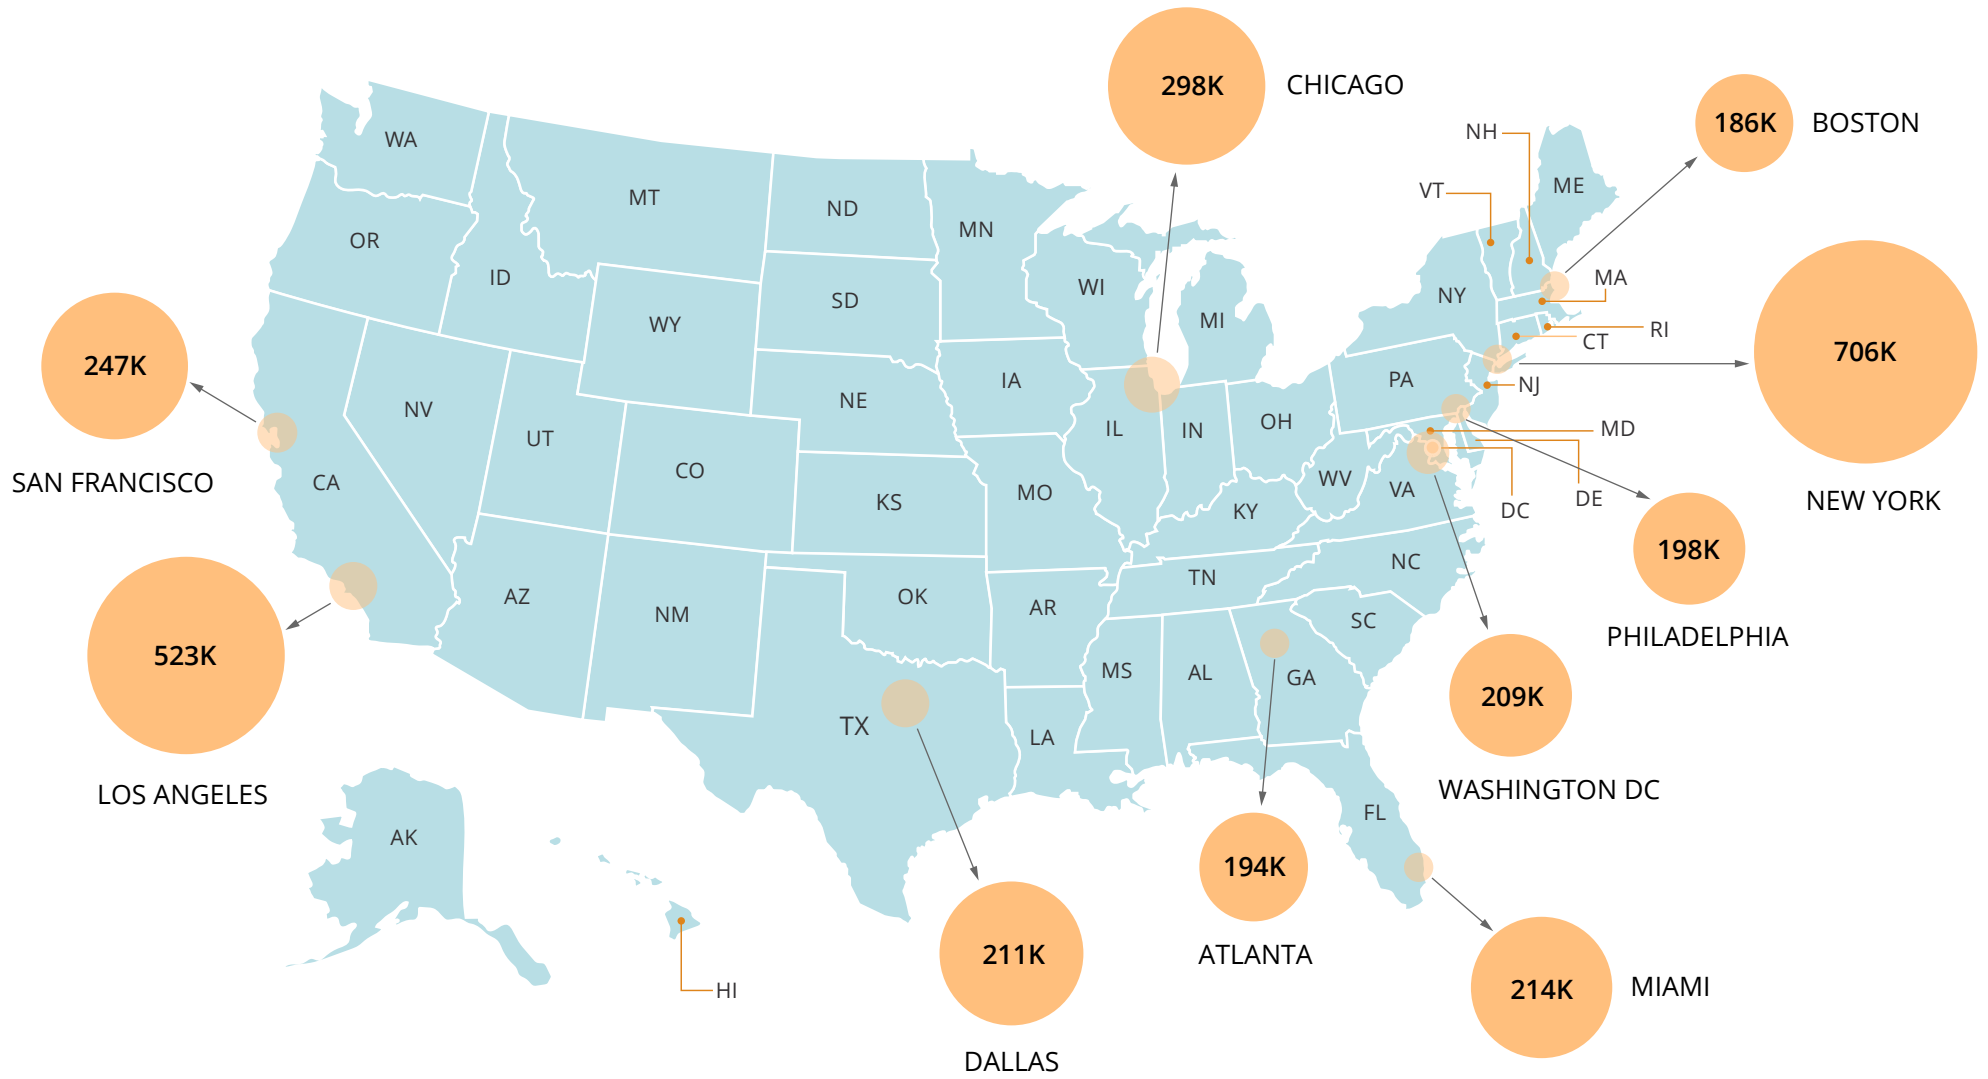 298K
CHICAGO
186K
BOSTON
NH
WA
ME
VT
MT
ND
MN
OR
ID
WI
MA
NY
SD
MI
WY
RI
CT
247K
706K
IA
PA
NJ
NV
NE
OH
UT
IL
IN
MD
CO
SAN FRANCISCO
CA
WV
VA
MO
KS
KY
DC
DE
NEW YORK
198K
NC
TN
AZ
OK
AR
NM
SC
PHILADELPHIA
523K
MS
AL
GA
209K
TX
LA
LOS ANGELES
WASHINGTON DC
FL
AK
194K
211K
ATLANTA
HI
214K
MIAMI
DALLAS